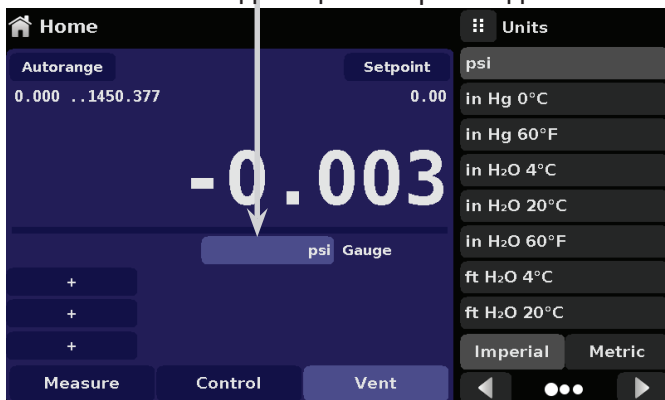 Home
Units
Autorange
Setpoint
psi
0.000 ..1450.377
0.00
in Hg 0°C
in Hg 60°F
-0.003
in H₂O 4°C
in H₂O 20°C
psi Gauge
in H₂O 60°F
+
ft H₂O 4°C
+
ft H₂O 20°C
+
Imperial
Metric
Measure
Control
Vent